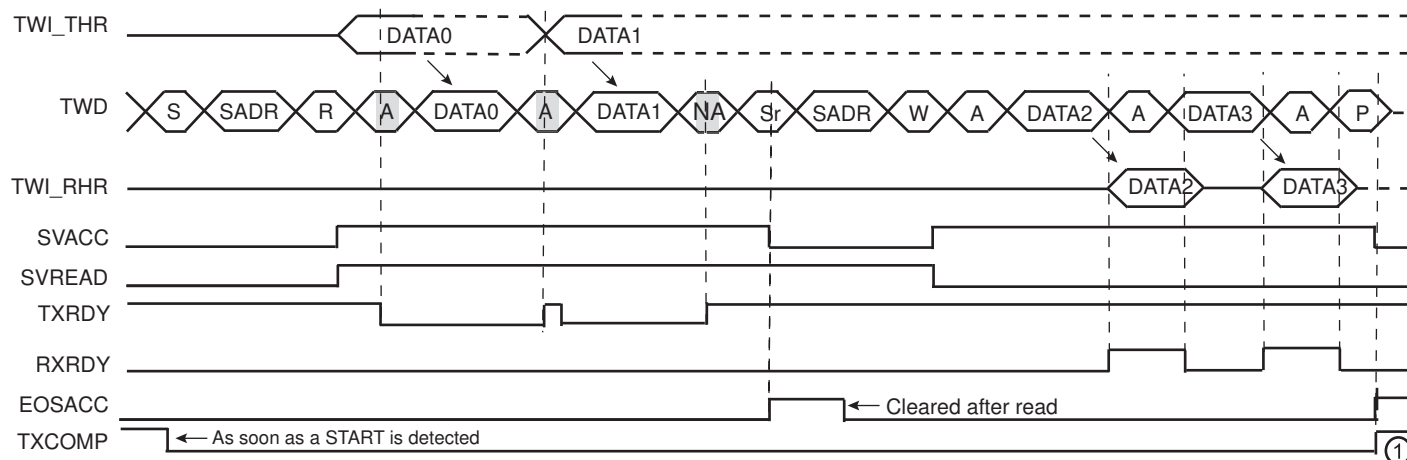 TWI_THR DATA0 DATA1
TWD S SADR R A DATA0 A DATA1 NA Sr SADR W A DATA2 A DATA3 A P
TWI_RHR DATA2 DATA3
SVACC
SVREAD
TXRDY
RXRDY
EOSACC Cleared after read
TXCOMP As soon as a START is detected 1